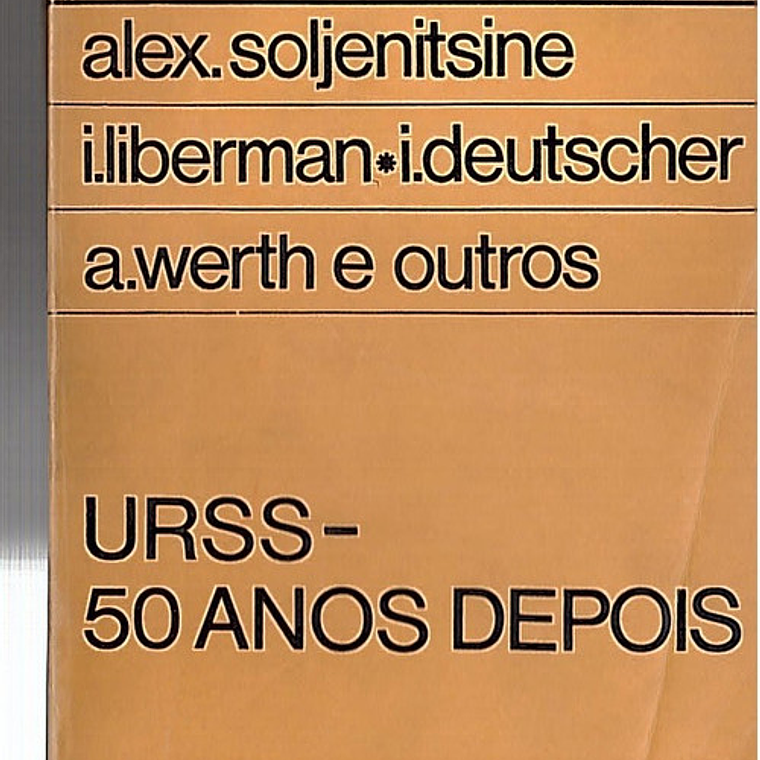 alex. soljenitsine
i.liberman*i.deutscher
a.werth e outros
URSS-
50 ANOS DEPOIS